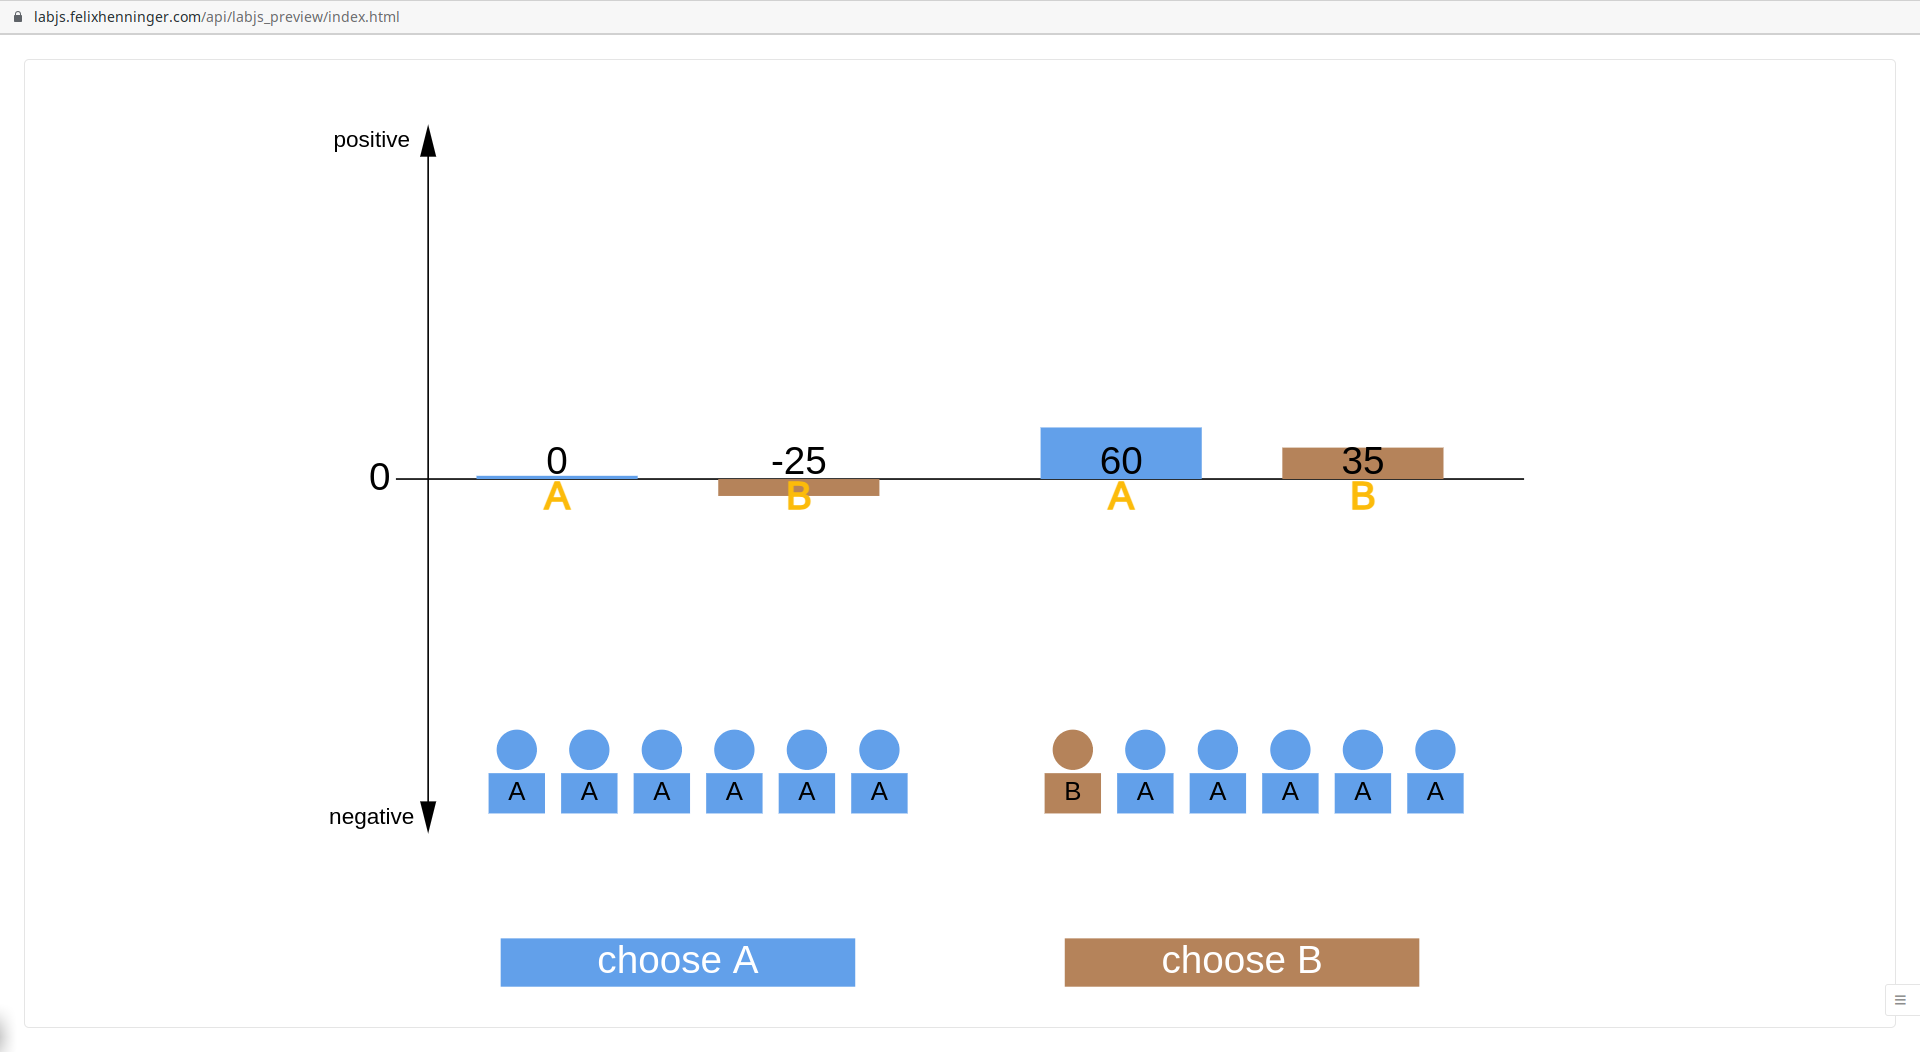 labjs.felixhenninger.com/api/labjs_preview/index.html
positive
0 -25 60 35
0
A B A B
A A A A A A B A A A A A
negative
choose A choose B